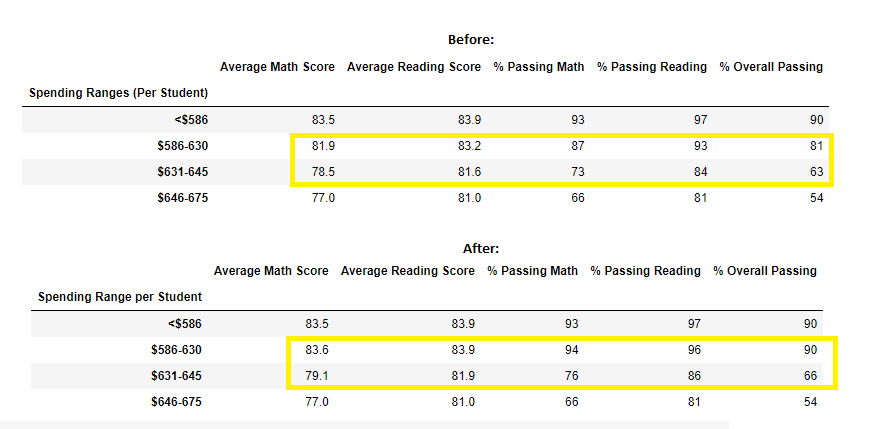 Before:
Average Math Score Average Reading Score % Passing Math % Passing Reading % Overall Passing
Spending Ranges (Per Student)
<$586 83.5 83.9 93 97 90
$586-630 81.9 83.2 87 93 81
$631-645 78.5 81.6 73 84 63
$646-675 77.0 81.0 66 81 54
After:
Average Math Score Average Reading Score % Passing Math % Passing Reading % Overall Passing
Spending Range per Student
<$586 83.5 83.9 93 97 90
$586-630 83.6 83.9 94 96 90
$631-645 79.1 81.9 76 86 66
$646-675 77.0 81.0 66 81 54